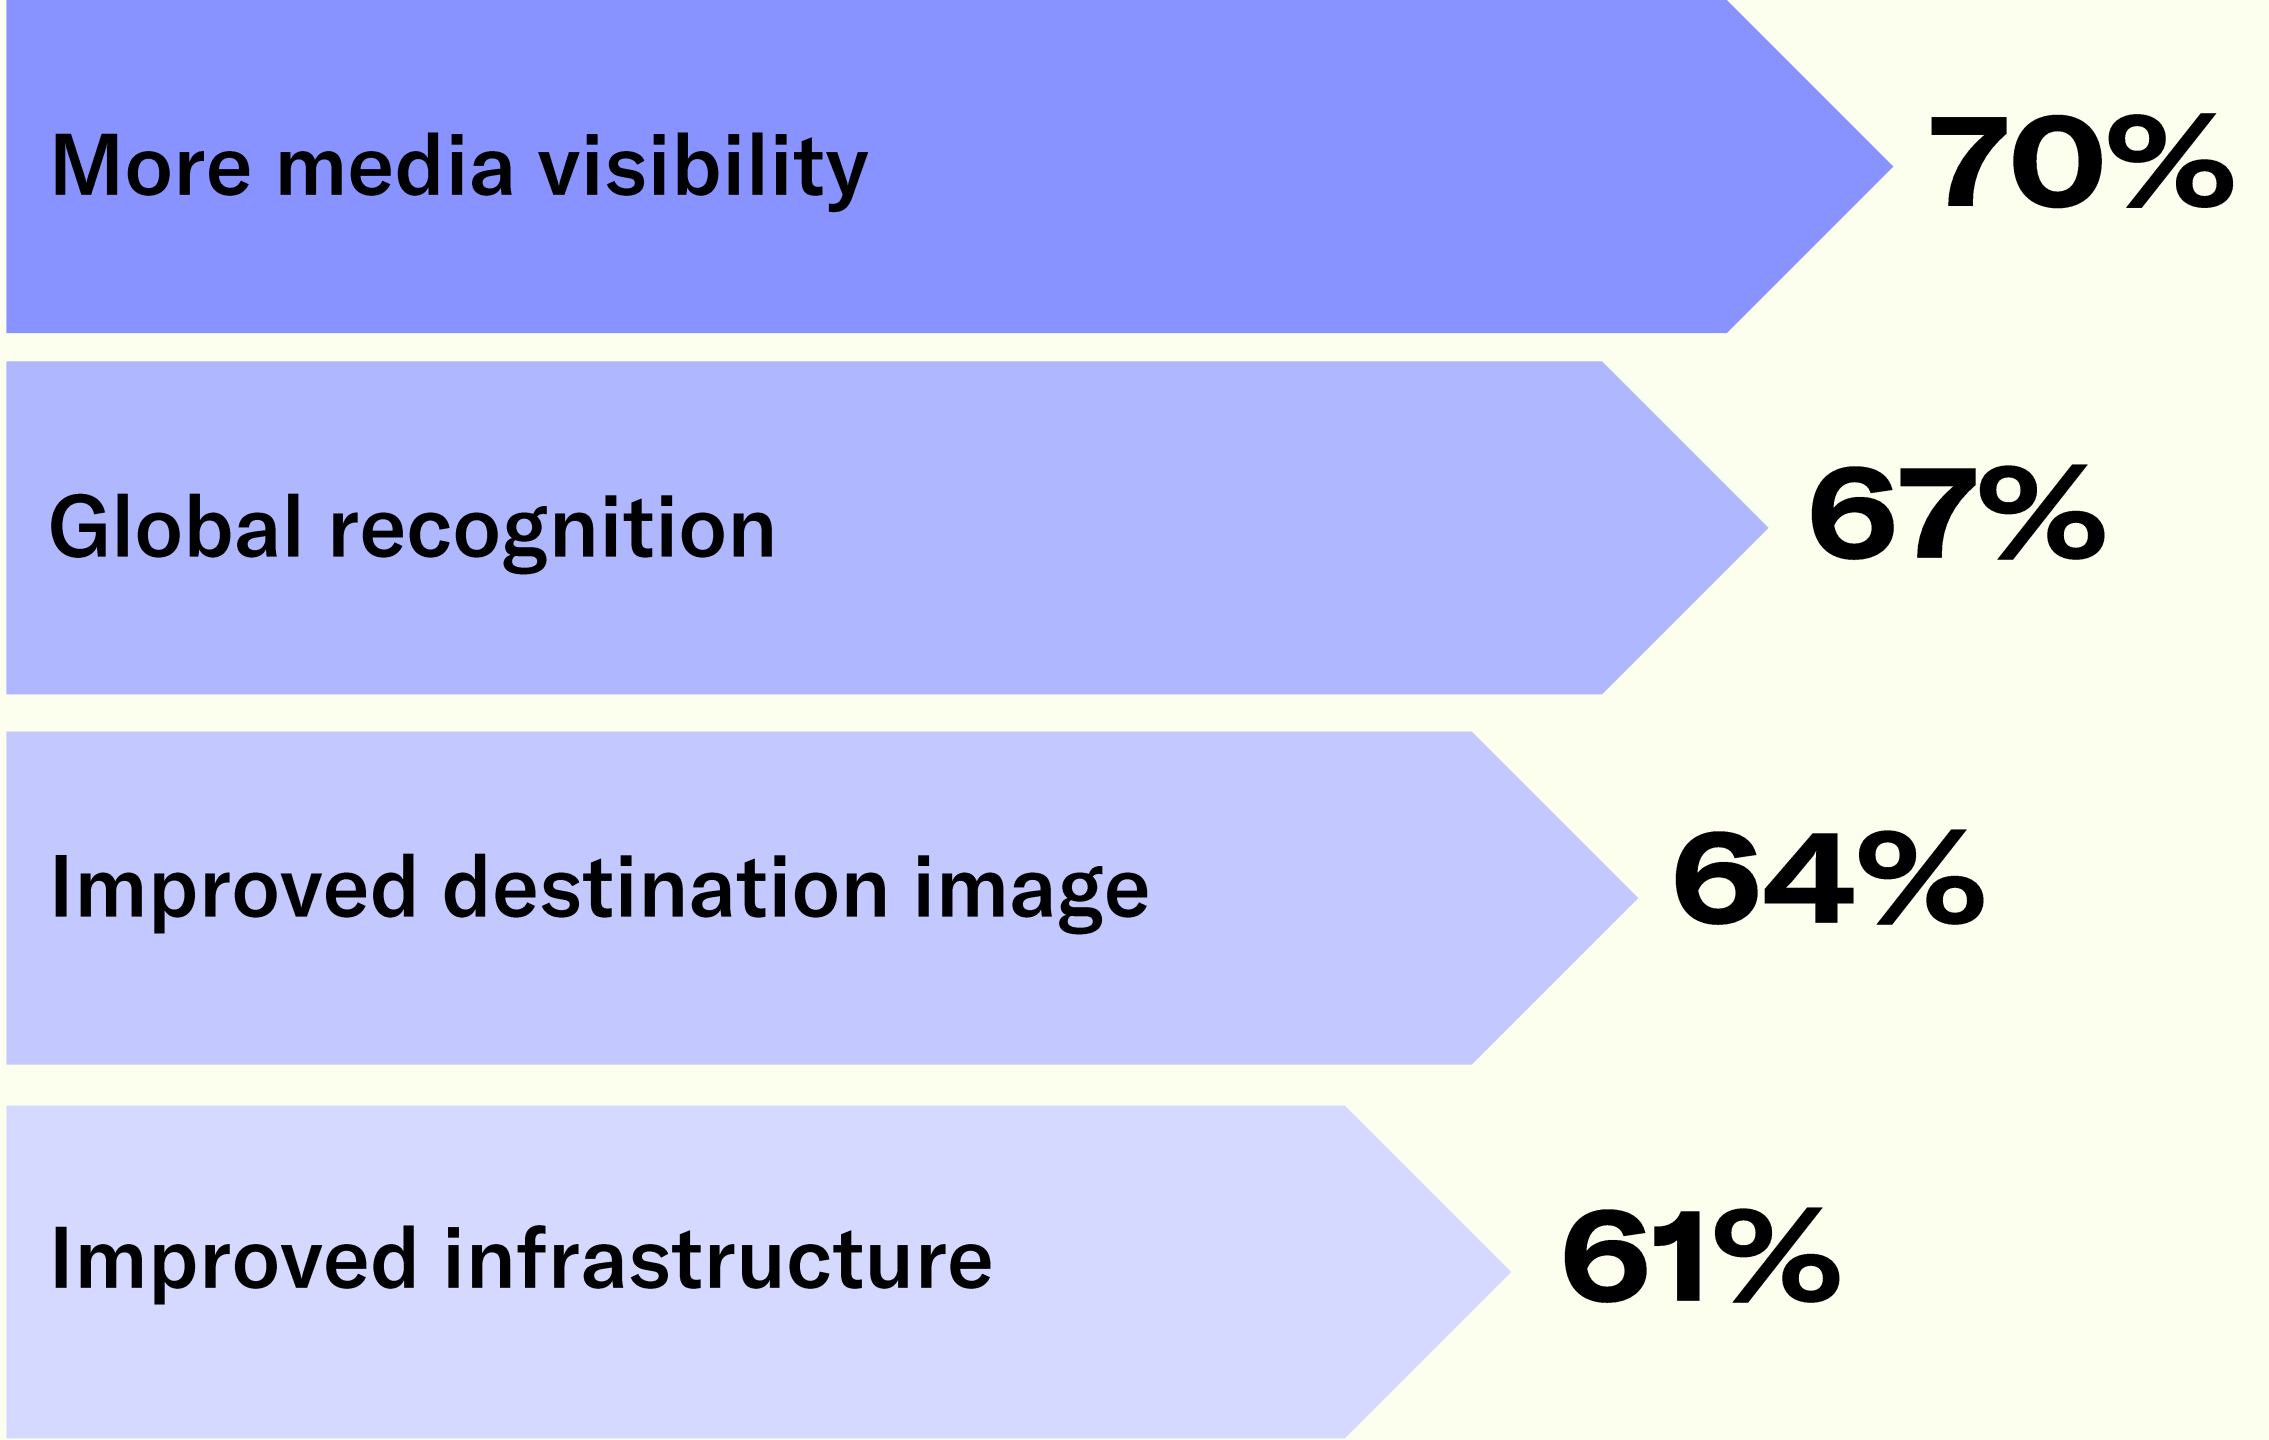 More media visibility 70%
Global recognition 67%
Improved destination image 64%
Improved infrastructure 61%